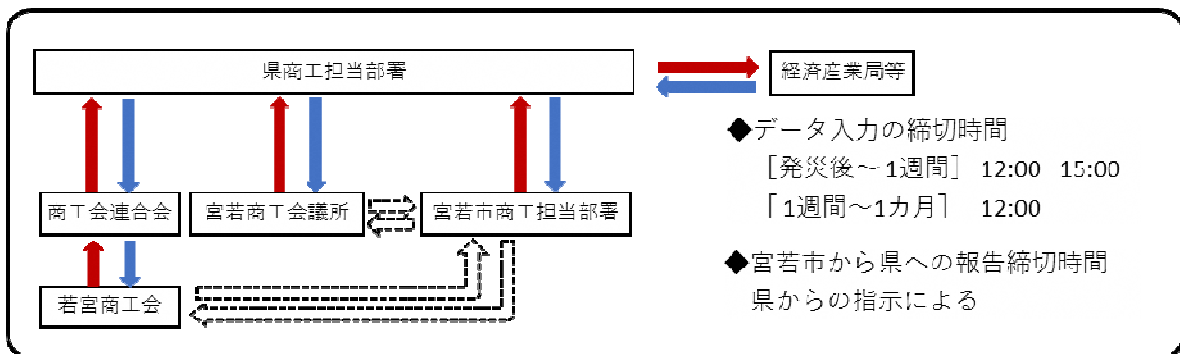 県商工担当部署
経済産業局等
商工会連合会
宮若商工会議所
宮若市商工担当部署
若宮商工会
◆データ入力の締切時間
［発災後～1週間］ 12:00 15:00
［1週間～1カ月］ 12:00
◆宮若市から県への報告締切時間
県からの指示による